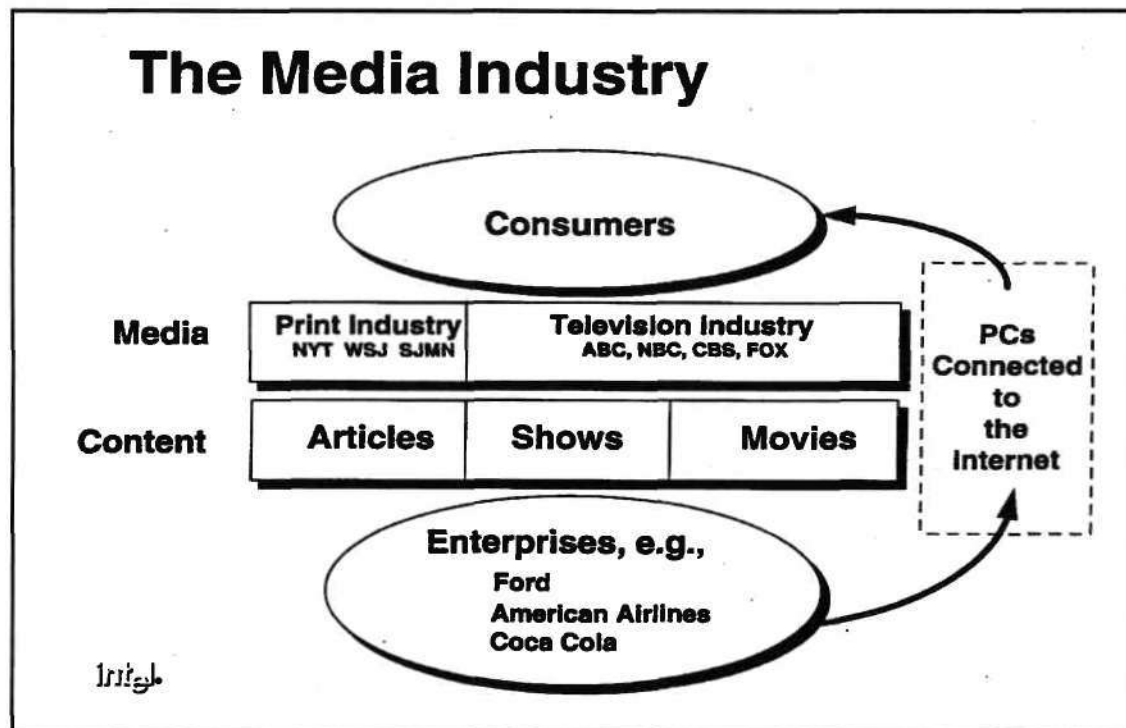 The Media Industry
Consumers
Media
Print Industry
NYT WSJ SJMN
Television Industry
ABC, NBC, CBS, FOX
PCs
Connected
to
the
Internet
Content
Articles
Shows
Movies
Enterprises, e.g.,
Ford
American Airlines
Coca Cola
intel.